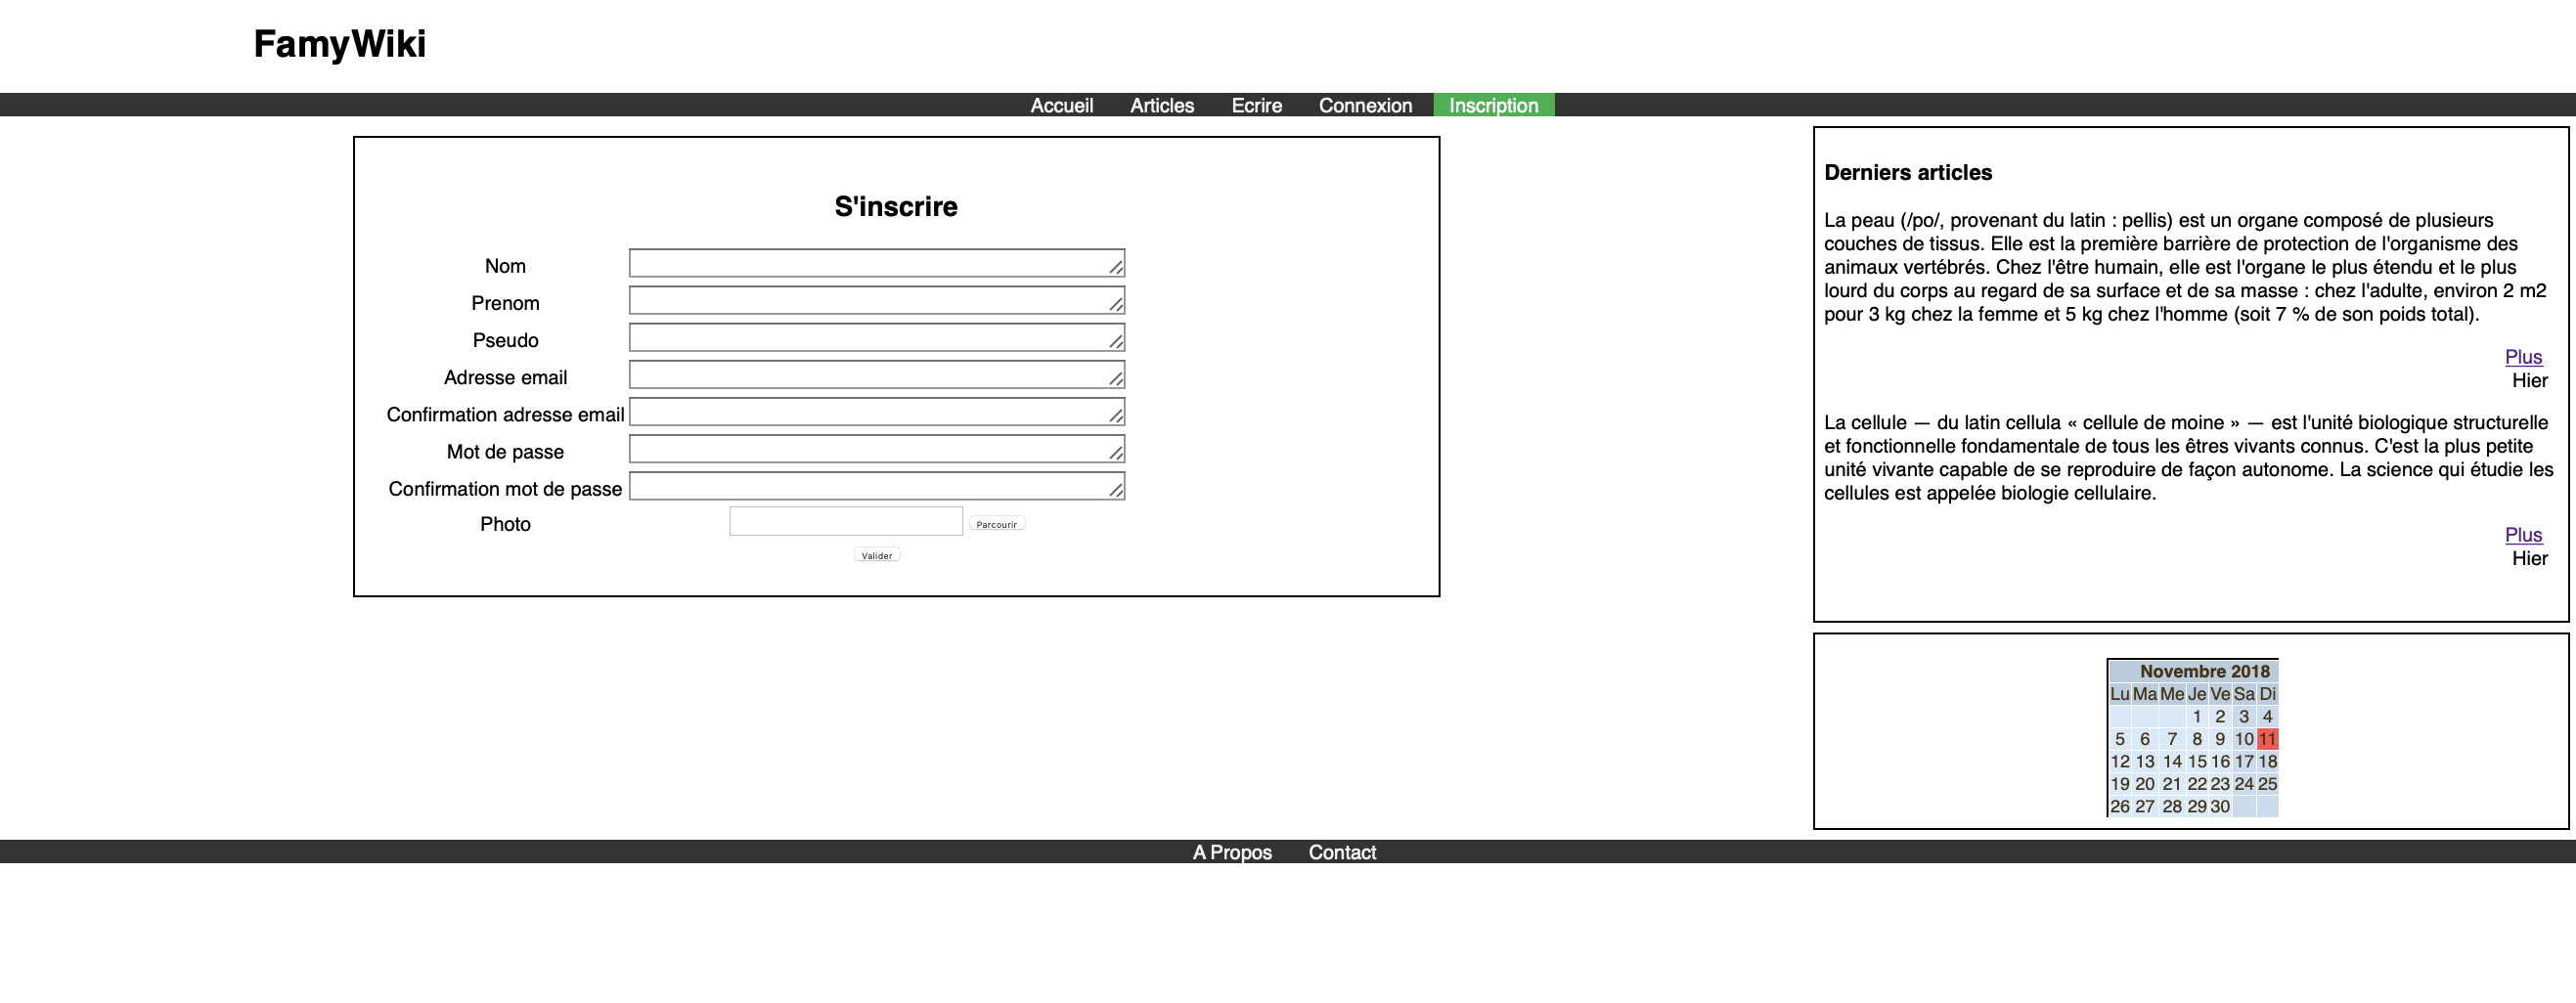 FamyWiki
Accueil Articles Ecrire Connexion Inscription
S'inscrire
Nom
Prenom
Pseudo
Adresse email
Confirmation adresse email
Mot de passe
Confirmation mot de passe
Photo Parcourir
Valider
Derniers articles
La peau (/po/, provenant du latin : pellis) est un organe composé de plusieurs
couches de tissus. Elle est la première barrière de protection de l'organisme des
animaux vertébrés. Chez l'être humain, elle est l'organe le plus étendu et le plus
lourd du corps au regard de sa surface et de sa masse : chez l'adulte, environ 2 m2
pour 3 kg chez la femme et 5 kg chez l'homme (soit 7 % de son poids total).
Plus
Hier
La cellule — du latin cellula « cellule de moine » — est l'unité biologique structurelle
et fonctionnelle fondamentale de tous les êtres vivants connus. C'est la plus petite
unité vivante capable de se reproduire de façon autonome. La science qui étudie les
cellules est appelée biologie cellulaire.
Plus
Hier
Novembre 2018
Lu Ma Me Je Ve Sa Di
1 2 3 4
5 6 7 8 9 10 11
12 13 14 15 16 17 18
19 20 21 22 23 24 25
26 27 28 29 30
A Propos Contact